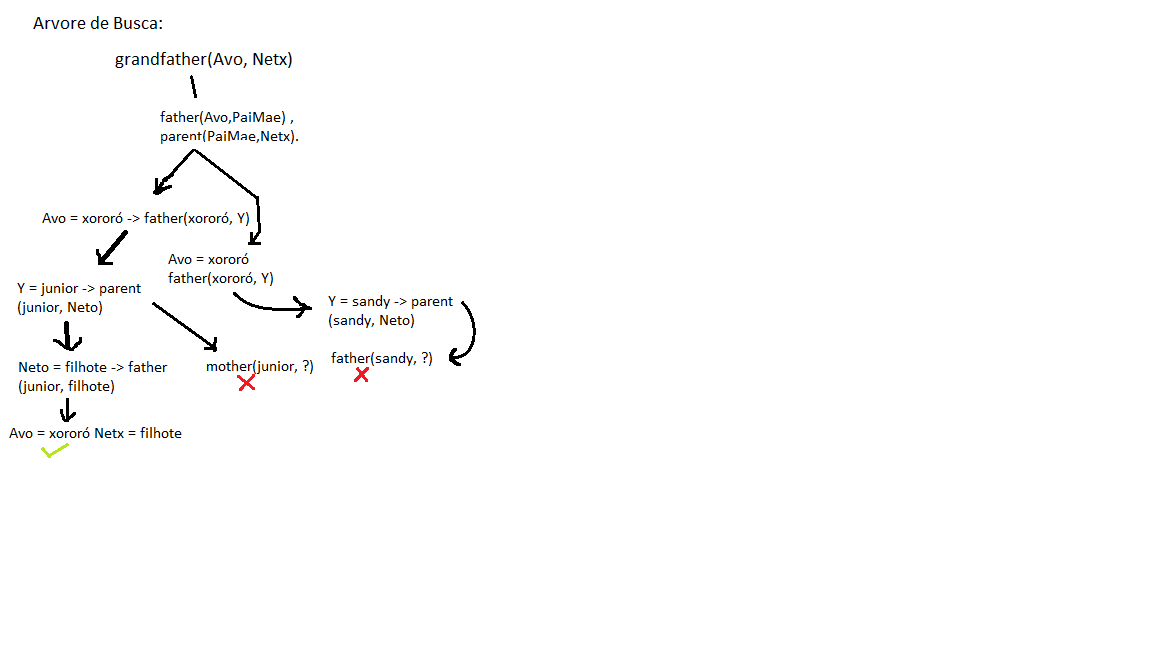 Arvore de Busca:
grandfather(Avo, Netx)
father(Avo,PaiMae) ,
parent(PaiMae,Netx).
Avo = xororó -> father(xororó, Y)
Avo = xororó
father(xororó, Y)
Y = junior -> parent
(junior, Neto)
Y = sandy -> parent
(sandy, Neto)
Neto = filhote -> father
(junior, filhote)
mother(junior, ?)
father(sandy, ?)
Avo = xororó Netx = filhote